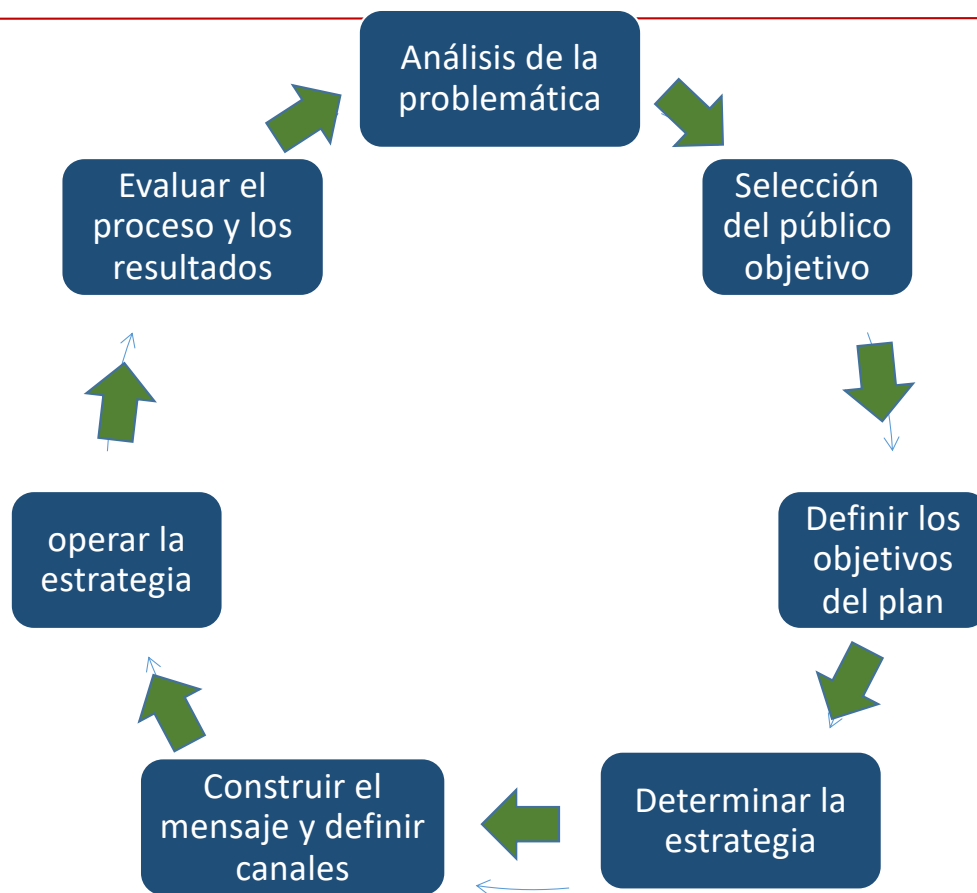 Análisis de la
problemática
Selección
del público
objetivo
Definir los
objetivos
del plan
Determinar la
estrategia
Construir el
mensaje y definir
canales
operar la
estrategia
Evaluar el
proceso y los
resultados